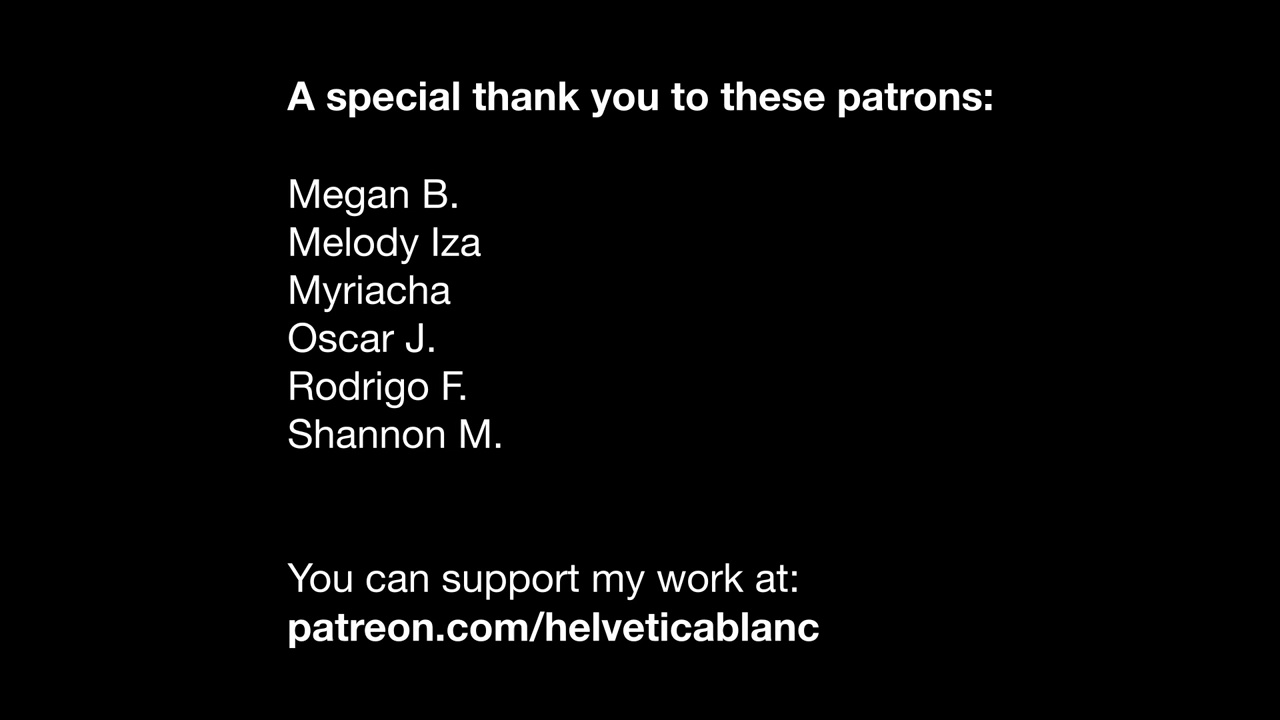 A special thank you to these patrons:
Megan B.
Melody Iza
Myriacha
Oscar J.
Rodrigo F.
Shannon M.
You can support my work at:
patreon.com/helveticablanc